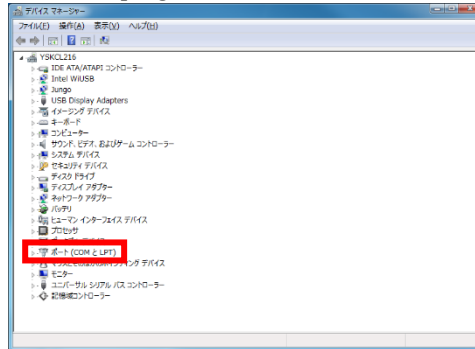 デバイス マネージャー
ファイル(F) 操作(A) 表示(V) ヘルプ(H)
YSKCL216
IDE ATA/ATAPI コントローラー
Intel WiUSB
Jungo
USB Display Adapters
イメージング デバイス
キーボード
コンピューター
サウンド、ビデオ、およびゲーム コントローラー
システム デバイス
セキュリティ デバイス
ディスク ドライブ
ディスプレイ アダプター
ネットワーク アダプター
バッテリ
ヒューマン インターフェイス デバイス
プロセッサ
ポート (COM と LPT)
デバイス
モニター
ユニバーサル シリアル バス コントローラー
記憶域コントローラー